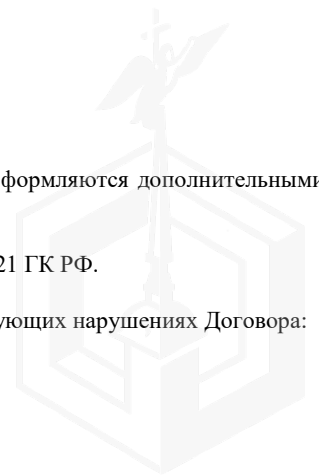 формляются дополнительными
21 ГК РФ.
ующих нарушениях Договора: